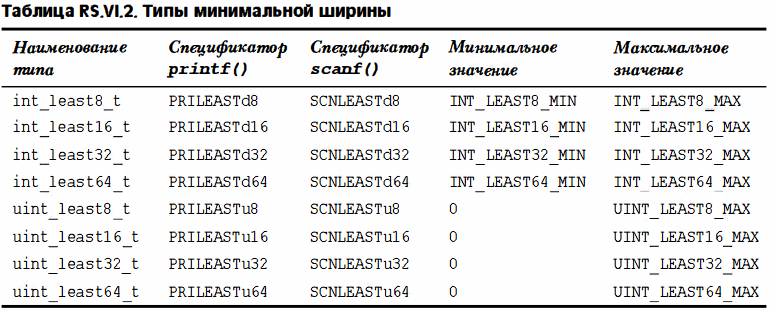 Таблица RS.VI.2. Типы минимальной ширины
Наименование типа Спецификатор printf() Спецификатор scanf() Минимальное значение Максимальное значение
int_least8_t PRILEASTd8 SCNLEASTd8 INT_LEAST8_MIN INT_LEAST8_MAX
int_least16_t PRILEASTd16 SCNLEASTd16 INT_LEAST16_MIN INT_LEAST16_MAX
int_least32_t PRILEASTd32 SCNLEASTd32 INT_LEAST32_MIN INT_LEAST32_MAX
int_least64_t PRILEASTd64 SCNLEASTd64 INT_LEAST64_MIN INT_LEAST64_MAX
uint_least8_t PRILEASTu8 SCNLEASTu8 0 UINT_LEAST8_MAX
uint_least16_t PRILEASTu16 SCNLEASTu16 0 UINT_LEAST16_MAX
uint_least32_t PRILEASTu32 SCNLEASTu32 0 UINT_LEAST32_MAX
uint_least64_t PRILEASTu64 SCNLEASTu64 0 UINT_LEAST64_MAX